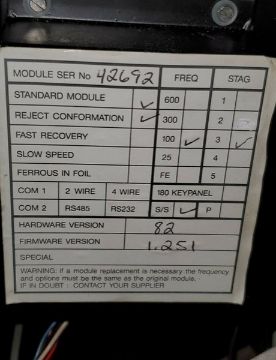 MODULE SER No 42692 FREQ STAG
STANDARD MODULE ✓ 600 1
REJECT CONFORMATION ✓ 300 2
FAST RECOVERY 100 ✓ 3 ✓
SLOW SPEED 25 4
FERROUS IN FOIL FE 5
COM 1 2 WIRE 4 WIRE 180 KEYPANEL
COM 2 RS485 RS232 S/S ✓ P
HARDWARE VERSION 82
FIRMWARE VERSION 1.251
SPECIAL
WARNING: if a module replacement is necessary the frequency
and options must be the same as the original module.
IF IN DOUBT : CONTACT YOUR SUPPLIER